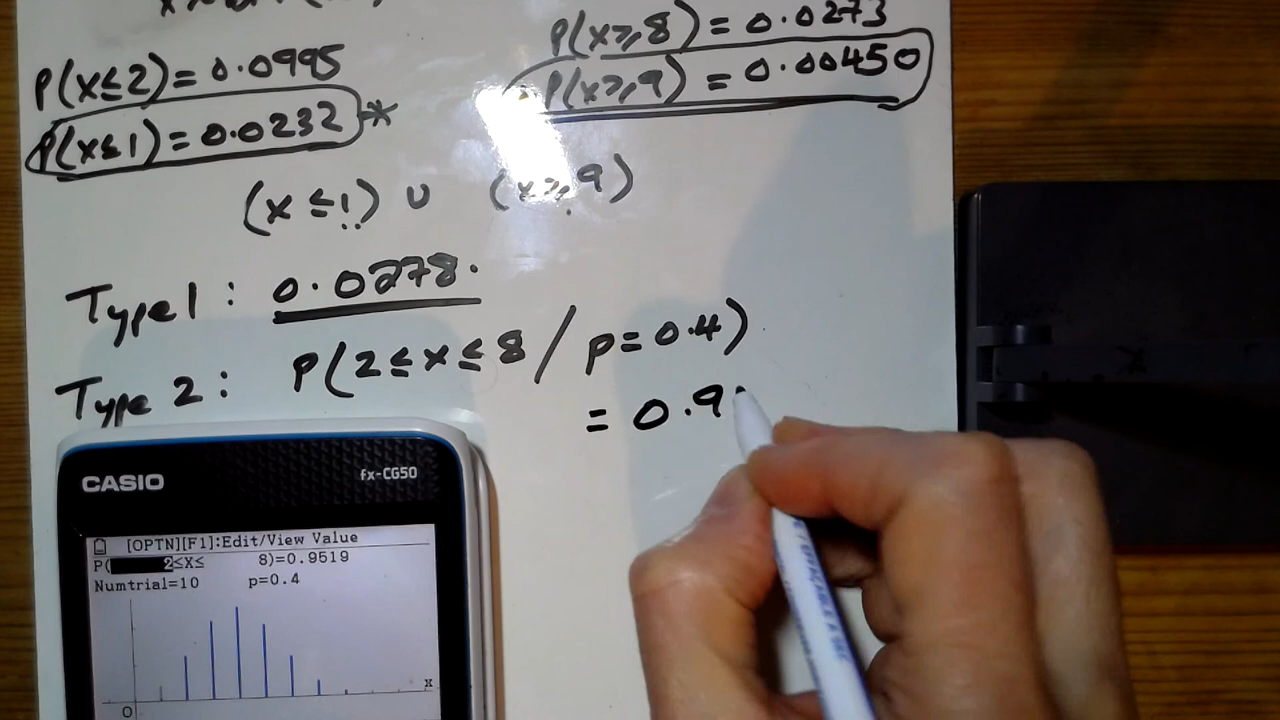 P(x⩾8) = 0.0273
P(x≤2) = 0.0995
P(x⩾9) = 0.00450
P(x≤1) = 0.0232 *
(x ≤ 1) ∪ (x ⩾ 9)
Type 1 : 0.0278.
Type 2 : P(2 ≤ x ≤ 8 / p = 0.4)
= 0.9
CASIO fx-CG50
[OPTN][F1]:Edit/View Value
P( 2≤X≤ 8)=0.9519
Numtrial=10 p=0.4
X
O